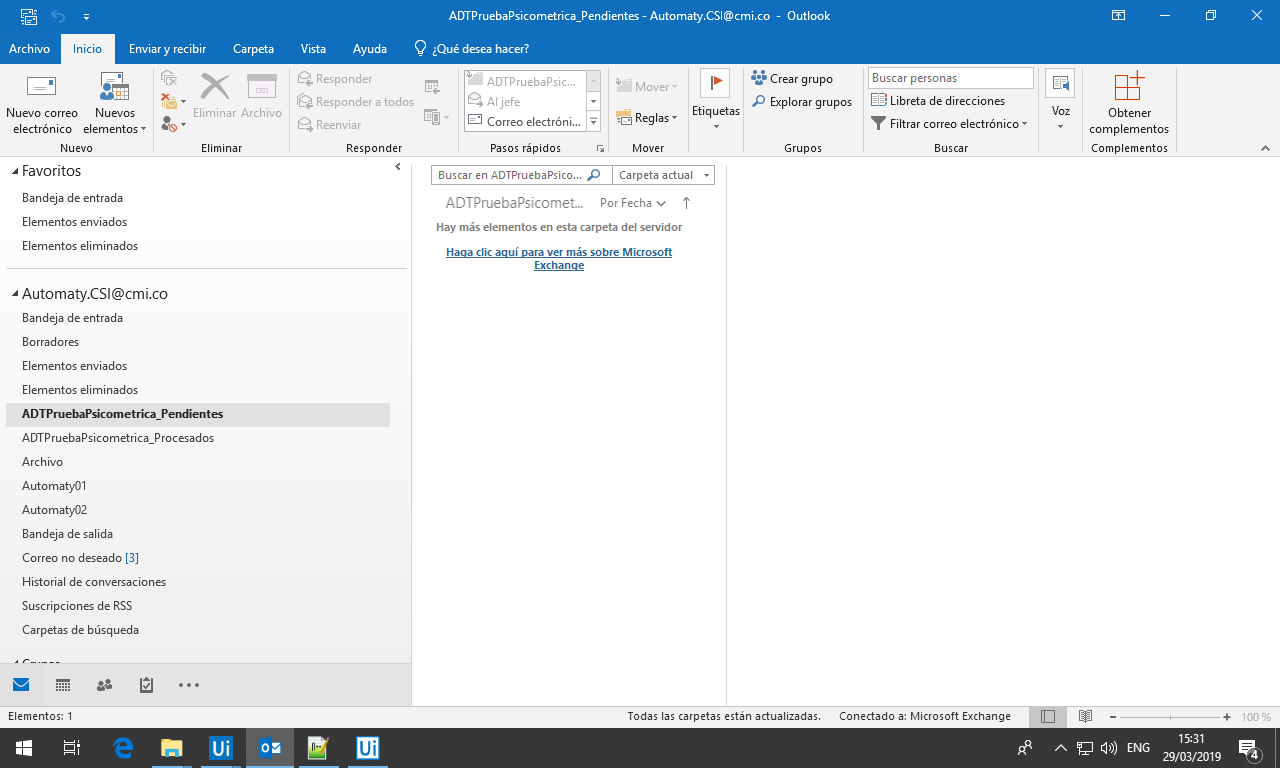 ADTPruebaPsicometrica_Pendientes - Automaty.CSI@cmi.co - Outlook
Archivo Inicio Enviar y recibir Carpeta Vista Ayuda ¿Qué desea hacer?
Nuevo correo electrónico
Nuevos elementos
Nuevo
Eliminar
Archivo
Eliminar
Responder
Responder a todos
Reenviar
Responder
ADTPruebaPsic...
Al jefe
Correo electróni...
Pasos rápidos
Mover
Reglas
Mover
Etiquetas
Crear grupo
Explorar grupos
Grupos
Buscar personas
Libreta de direcciones
Filtrar correo electrónico
Buscar
Voz
Obtener complementos
Complementos
Favoritos
Bandeja de entrada
Elementos enviados
Elementos eliminados
Automaty.CSI@cmi.co
Bandeja de entrada
Borradores
Elementos enviados
Elementos eliminados
ADTPruebaPsicometrica_Pendientes
ADTPruebaPsicometrica_Procesados
Archivo
Automaty01
Automaty02
Bandeja de salida
Correo no deseado [3]
Historial de conversaciones
Suscripciones de RSS
Carpetas de búsqueda
Buscar en ADTPruebaPsico... Carpeta actual
ADTPruebaPsicomet... Por Fecha
Hay más elementos en esta carpeta del servidor
Haga clic aquí para ver más sobre Microsoft
Exchange
Elementos: 1 Todas las carpetas están actualizadas. Conectado a: Microsoft Exchange 100 %
Ui Ui ENG 15:31
29/03/2019 4